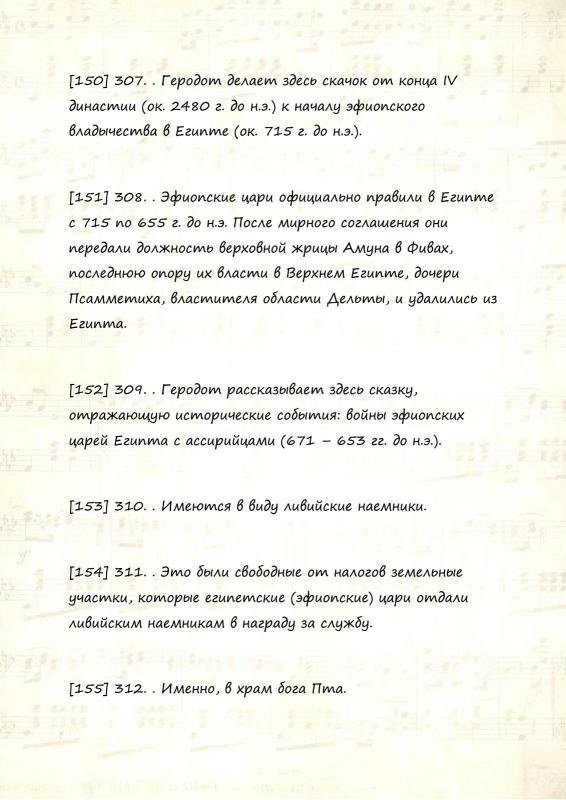 [150] 307. . Геродот делает здесь скачок от конца IV
династии (ок. 2480 г. до н.э.) к началу эфиопского
владычества в Египте (ок. 715 г. до н.э.).
[151] 308. . Эфиопские цари официально правили в Египте
с 715 по 655 г. до н.э. После мирного соглашения они
передали должность верховной жрицы Амуна в Фивах,
последнюю опору их власти в Верхнем Египте, дочери
Псамметиха, властителя области Дельты, и удалились из
Египта.
[152] 309. . Геродот рассказывает здесь сказку,
отражающую исторические события: войны эфиопских
царей Египта с ассирийцами (671 – 653 гг. до н.э.).
[153] 310. . Имеются в виду ливийские наемники.
[154] 311. . Это были свободные от налогов земельные
участки, которые египетские (эфиопские) цари отдали
ливийским наемникам в награду за службу.
[155] 312. . Именно, в храм бога Пта.